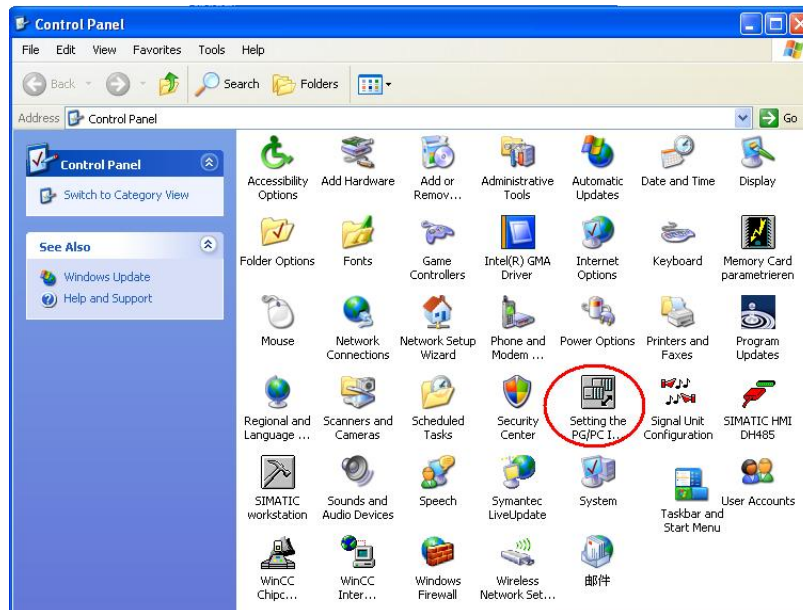 Control Panel
File Edit View Favorites Tools Help
Back Search Folders
Address Control Panel Go
Control Panel
Switch to Category View
See Also
Windows Update
Help and Support
Accessibility Options
Add Hardware
Add or Remov...
Administrative Tools
Automatic Updates
Date and Time
Display
Folder Options
Fonts
Game Controllers
Intel(R) GMA Driver
Internet Options
Keyboard
Memory Card parametrieren
Mouse
Network Connections
Network Setup Wizard
Phone and Modem ...
Power Options
Printers and Faxes
Program Updates
Regional and Language ...
Scanners and Cameras
Scheduled Tasks
Security Center
Setting the PG/PC I...
Signal Unit Configuration
SIMATIC HMI DH485
SIMATIC workstation
Sounds and Audio Devices
Speech
Symantec LiveUpdate
System
Taskbar and Start Menu
User Accounts
WinCC Chipc...
WinCC Inter...
Windows Firewall
Wireless Network Set...
邮件